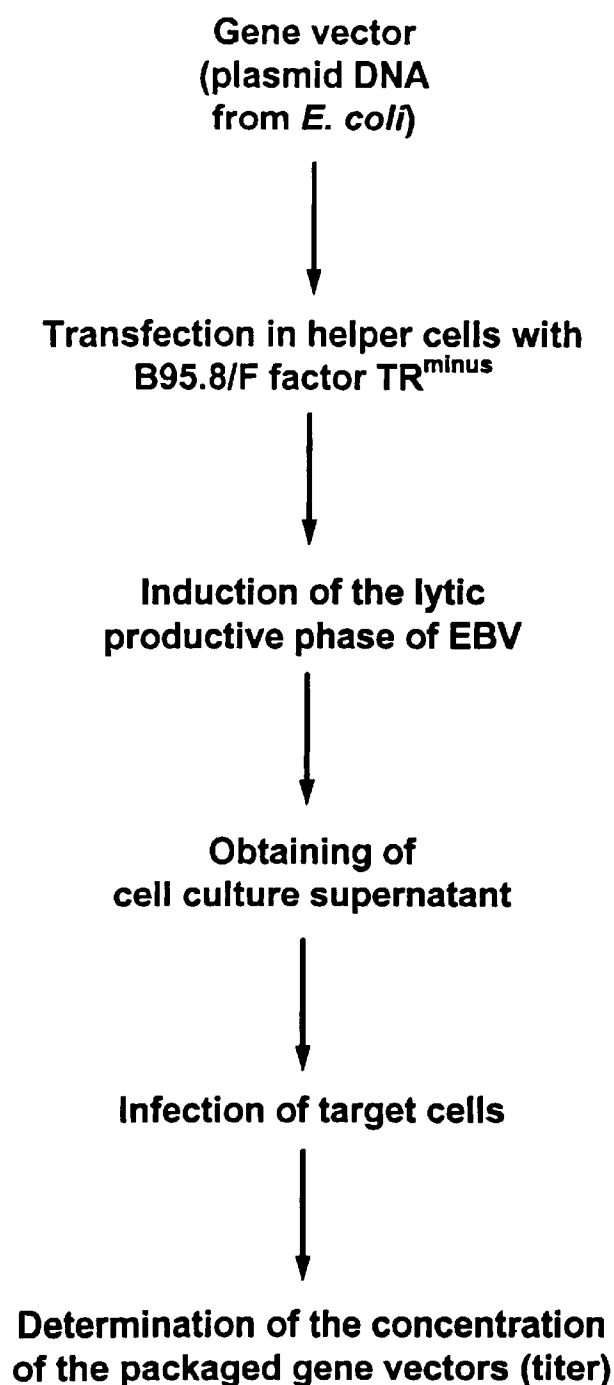 Gene vector
(plasmid DNA
from E. coli)
Transfection in helper cells with
B95.8/F factor TRminus
Induction of the lytic
productive phase of EBV
Obtaining of
cell culture supernatant
Infection of target cells
Determination of the concentration
of the packaged gene vectors (titer)